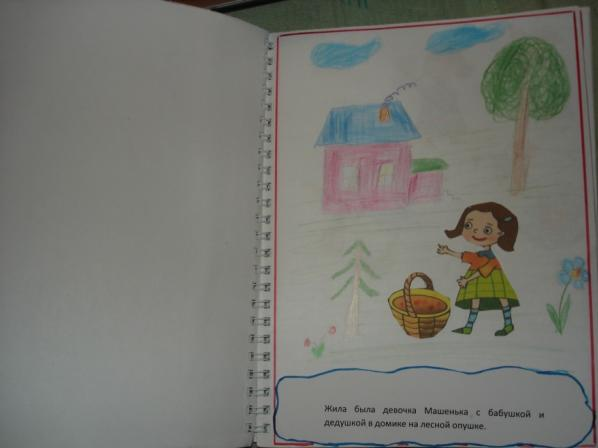 Жила была девочка Машенька с бабушкой и
дедушкой в домике на лесной опушке.